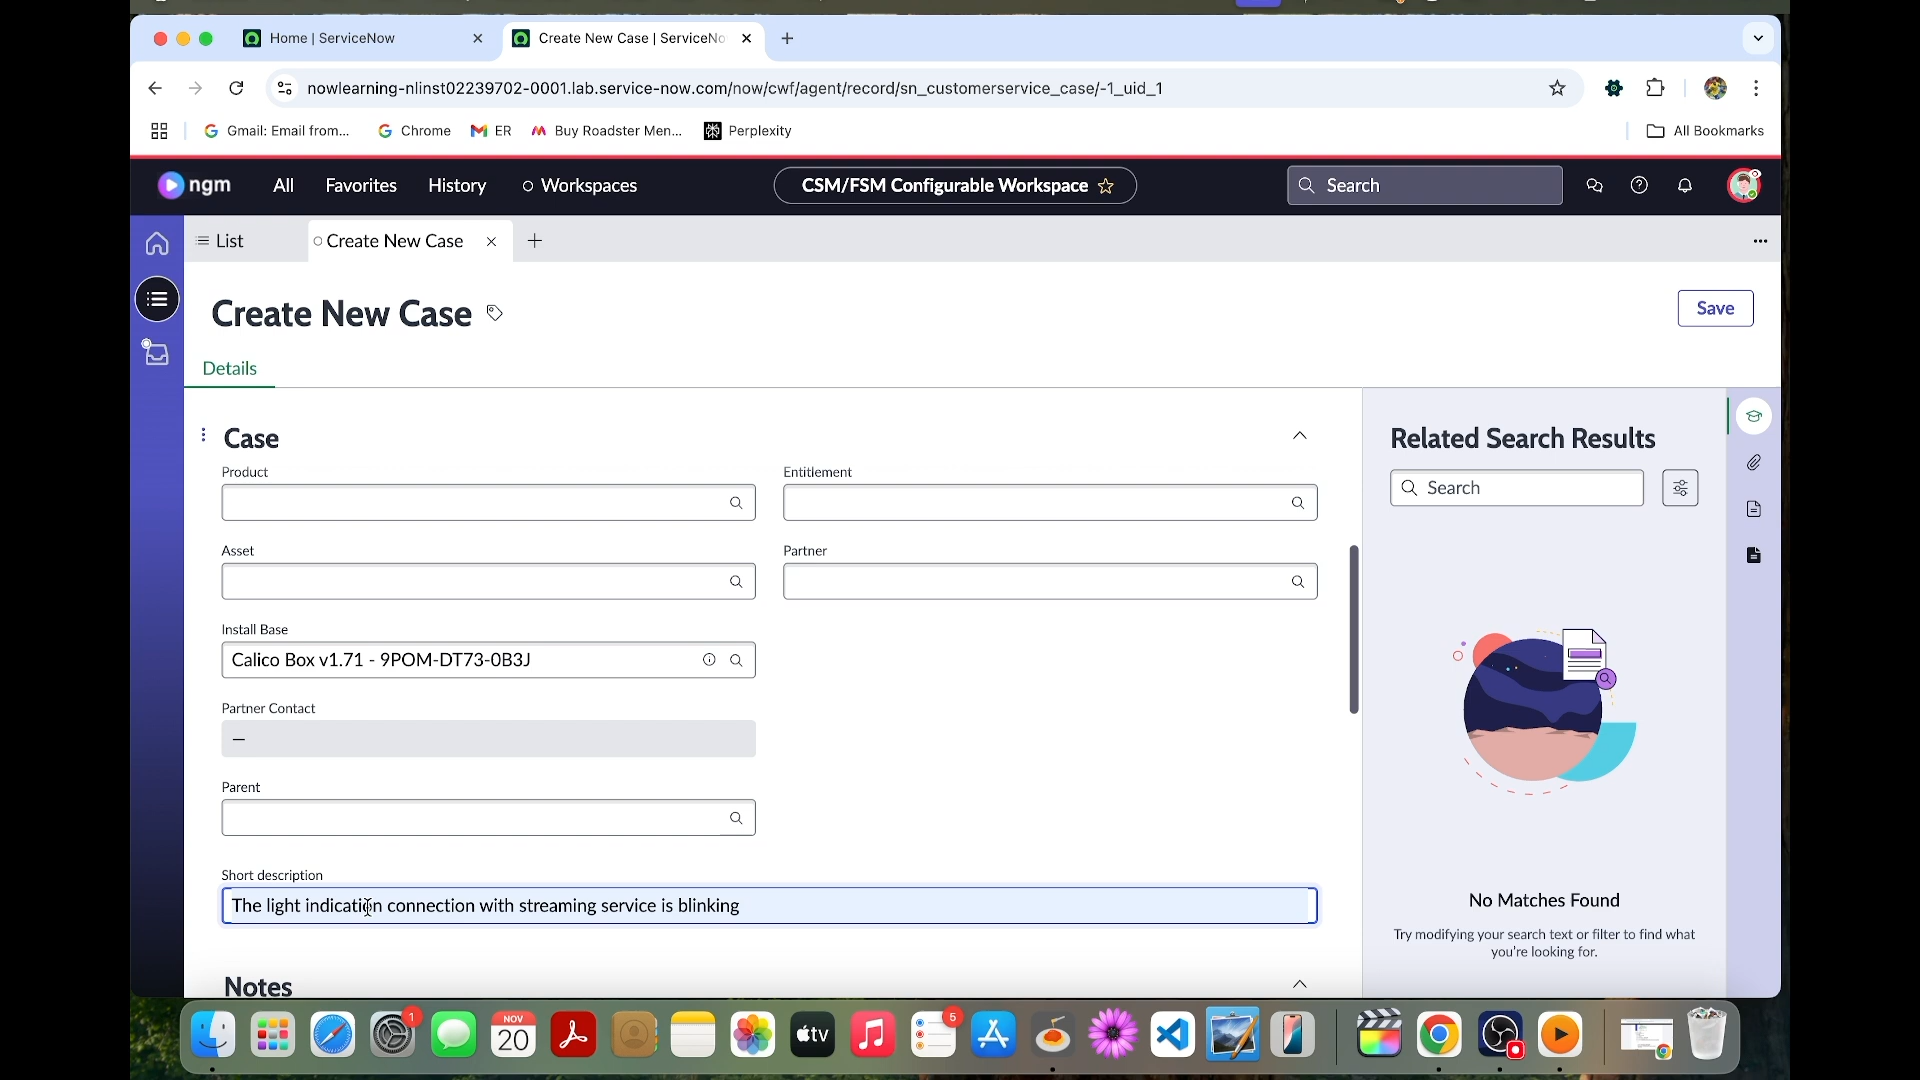 Home | ServiceNow
Create New Case | ServiceNo
nowlearning-nlinst02239702-0001.lab.service-now.com/now/cwf/agent/record/sn_customerservice_case/-1_uid_1
Gmail: Email from...
Chrome
ER
Buy Roadster Men...
Perplexity
All Bookmarks
ngm
All
Favorites
History
Workspaces
CSM/FSM Configurable Workspace
Search
List
Create New Case
Create New Case
Save
Details
Case
Product
Entitlement
Asset
Partner
Install Base
Calico Box v1.71 - 9POM-DT73-0B3J
Partner Contact
—
Parent
Short description
The light indication connection with streaming service is blinking
Notes
Related Search Results
Search
No Matches Found
Try modifying your search text or filter to find what
you're looking for.
1
NOV
20
tv
5